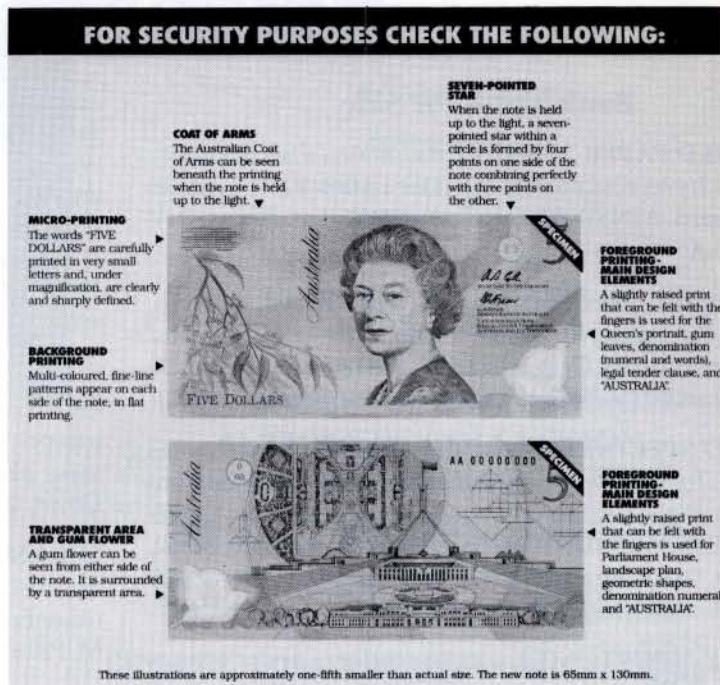 FOR SECURITY PURPOSES CHECK THE FOLLOWING:
SEVEN-POINTED
STAR
When the note is held
up to the light, a seven-
pointed star within a
circle is formed by four
points on one side of the
note combining perfectly
with three points on
the other.
COAT OF ARMS
The Australian Coat
of Arms can be seen
beneath the printing
when the note is held
up to the light.
MICRO-PRINTING
The words "FIVE
DOLLARS" are carefully
printed in very small
letters and, under
magnification, are clearly
and sharply defined.
BACKGROUND
PRINTING
Multi-coloured, fine-line
patterns appear on each
side of the note, in flat
printing.
Australia
SPECIMEN
5
FIVE DOLLARS
FOREGROUND
PRINTING-
MAIN DESIGN
ELEMENTS
A slightly raised print
that can be felt with the
fingers is used for the
Queen's portrait, gum
leaves, denomination
(numeral and words),
legal tender clause, and
"AUSTRALIA".
TRANSPARENT AREA
AND GUM FLOWER
A gum flower can be
seen from either side of
the note. It is surrounded
by a transparent area.
Australia
AA 00000000
SPECIMEN
5
FOREGROUND
PRINTING-
MAIN DESIGN
ELEMENTS
A slightly raised print
that can be felt with
the fingers is used for
Parliament House,
landscape plan,
geometric shapes,
denomination numeral
and "AUSTRALIA".
These illustrations are approximately one-fifth smaller than actual size. The new note is 65mm x 130mm.